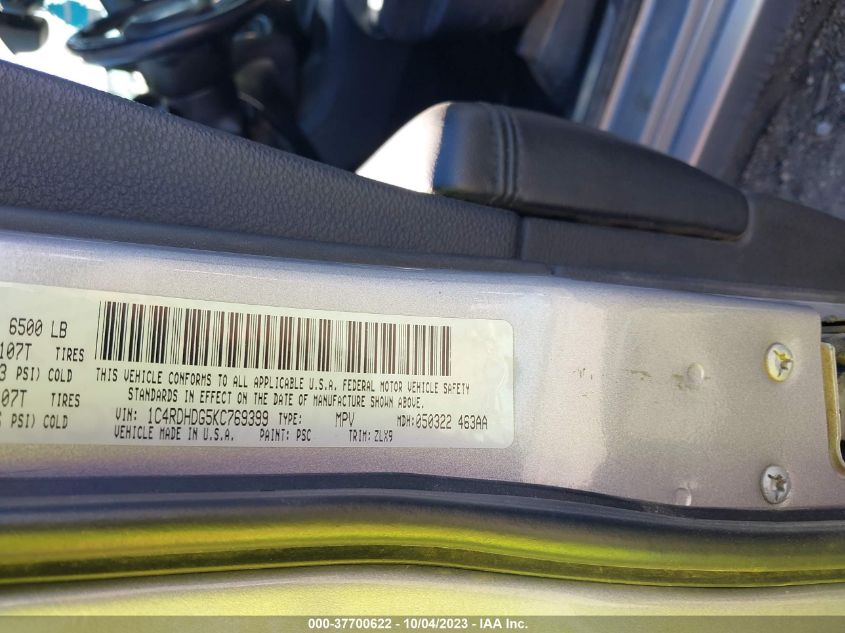 6500 LB
107T TIRES
PSI) COLD
07T TIRES
PSI) COLD
THIS VEHICLE CONFORMS TO ALL APPLICABLE U.S.A. FEDERAL MOTOR VEHICLE SAFETY
STANDARDS IN EFFECT ON THE DATE OF MANUFACTURE SHOWN ABOVE.
VIN: 1C4RDHDG5KC769399 TYPE: MPV MDH: 050322 463AA
VEHICLE MADE IN U.S.A. PAINT: PSC TRIM: ZLX9
000-37700622 - 10/04/2023 - IAA Inc.